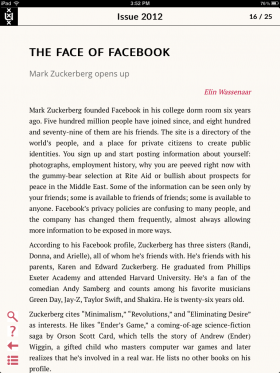 iPad
3:52 PM
76%
Issue 2012
16 / 25
THE FACE OF FACEBOOK
Mark Zuckerberg opens up
Elin Wassenaar
Mark Zuckerberg founded Facebook in his college dorm room six years
ago. Five hundred million people have joined since, and eight hundred
and seventy-nine of them are his friends. The site is a directory of the
world's people, and a place for private citizens to create public
identities. You sign up and start posting information about yourself:
photographs, employment history, why you are peeved right now with
the gummy-bear selection at Rite Aid or bullish about prospects for
peace in the Middle East. Some of the information can be seen only by
your friends; some is available to friends of friends; some is available to
anyone. Facebook's privacy policies are confusing to many people, and
the company has changed them frequently, almost always allowing
more information to be exposed in more ways.
According to his Facebook profile, Zuckerberg has three sisters (Randi,
Donna, and Arielle), all of whom he's friends with. He's friends with his
parents, Karen and Edward Zuckerberg. He graduated from Phillips
Exeter Academy and attended Harvard University. He's a fan of the
comedian Andy Samberg and counts among his favorite musicians
Green Day, Jay-Z, Taylor Swift, and Shakira. He is twenty-six years old.
Zuckerberg cites "Minimalism," "Revolutions," and "Eliminating Desire"
as interests. He likes "Ender's Game," a coming-of-age science-fiction
saga by Orson Scott Card, which tells the story of Andrew (Ender)
Wiggin, a gifted child who masters computer war games and later
realizes that he's involved in a real war. He lists no other books on his
profile.